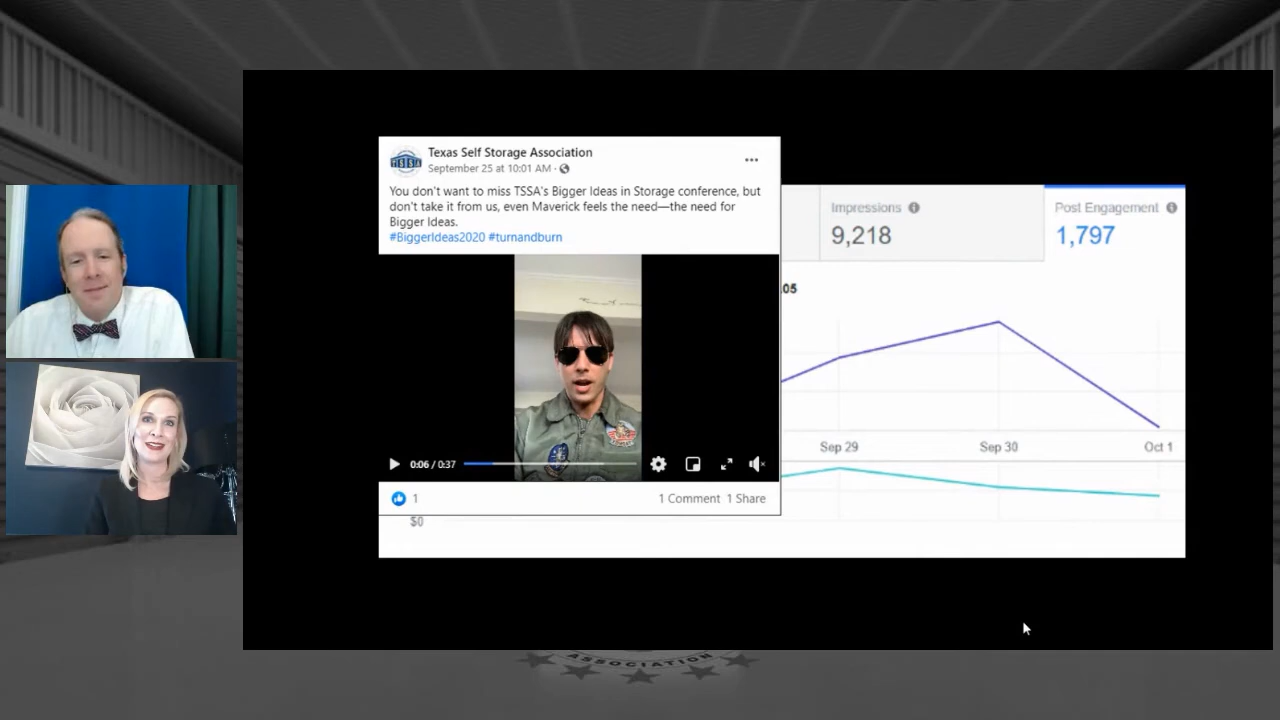 Texas Self Storage Association
September 25 at 10:01 AM ·
You don't want to miss TSSA's Bigger Ideas in Storage conference, but
don't take it from us, even Maverick feels the need—the need for
Bigger Ideas.
#BiggerIdeas2020 #turnandburn
TSSA
0:06 / 0:37
1
1 Comment 1 Share
Impressions
9,218
Post Engagement
1,797
.05
Sep 29
Sep 30
Oct 1
$0
ASSOCIATION